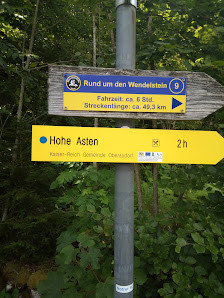 Rund um den Wendelstein 9
Fahrzeit: ca. 6 Std.
Streckenlänge: ca. 49,3 km
Hohe Asten 2 h
Kaiser-Reich Gemeinde Oberaudorf